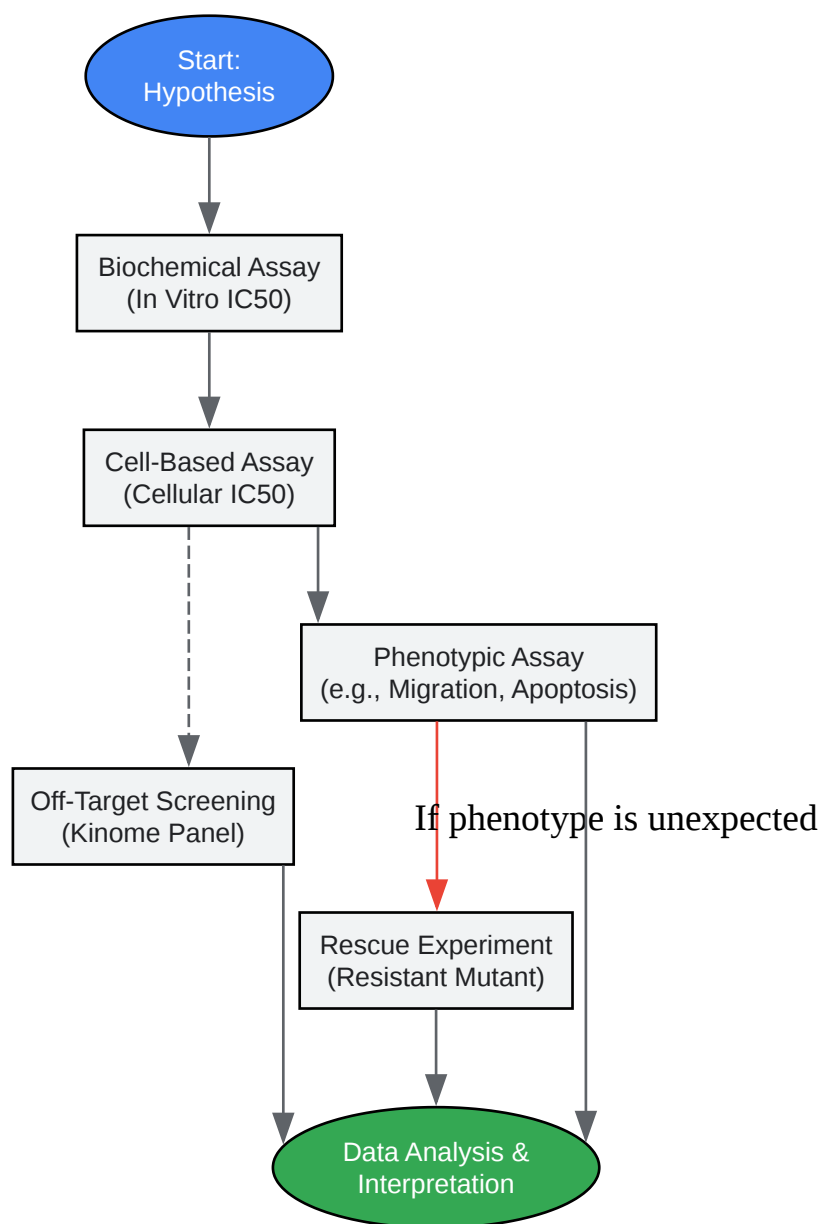 Start:
Hypothesis
Biochemical Assay
(In Vitro IC50)
Cell-Based Assay
(Cellular IC50)
Phenotypic Assay
(e.g., Migration, Apoptosis)
Off-Target Screening
(Kinome Panel)
If phenotype is unexpected
Rescue Experiment
(Resistant Mutant)
Data Analysis &
Interpretation